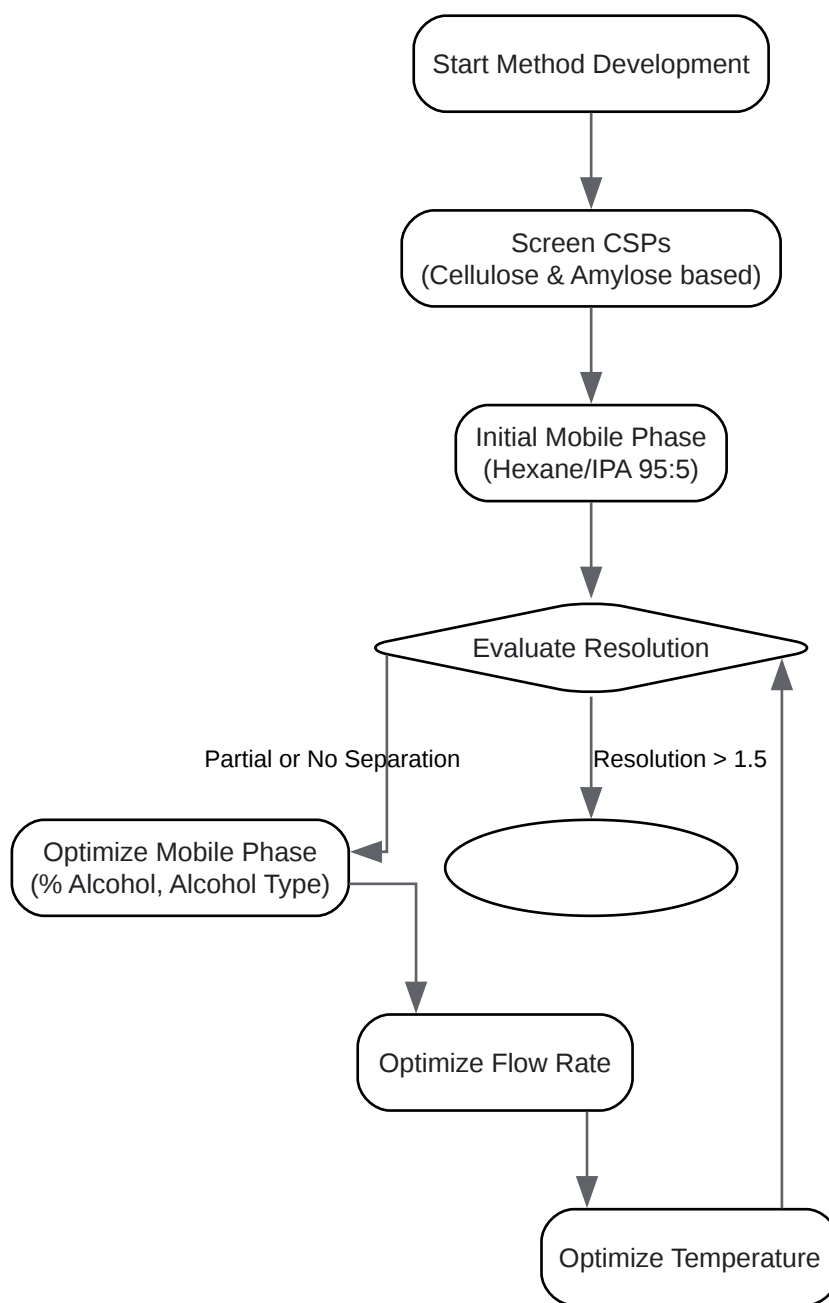 Start Method Development
Screen CSPs
(Cellulose & Amylose based)
Initial Mobile Phase
(Hexane/IPA 95:5)
Evaluate Resolution
Partial or No Separation
Resolution > 1.5
Optimize Mobile Phase
(% Alcohol, Alcohol Type)
Optimize Flow Rate
Optimize Temperature